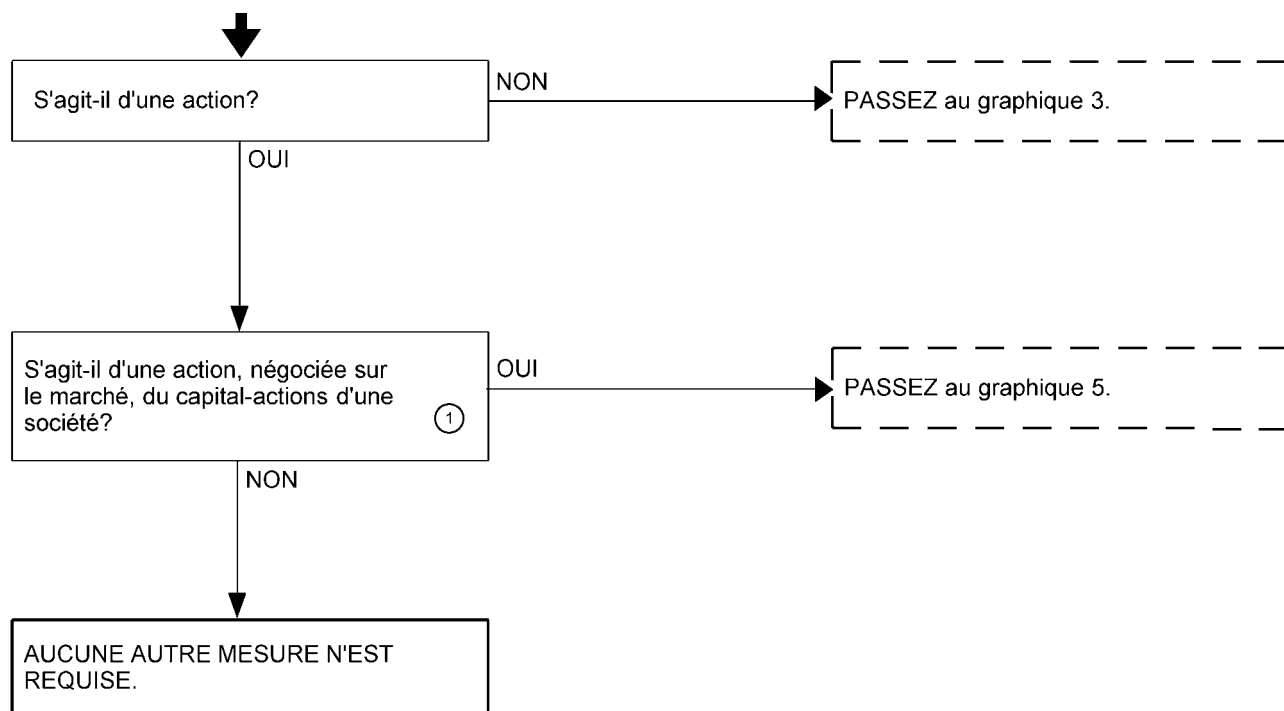 S'agit-il d'une action?
NON
PASSEZ au graphique 3.
OUI
S'agit-il d'une action, négociée sur
le marché, du capital-actions d'une
société?
1
OUI
PASSEZ au graphique 5.
NON
AUCUNE AUTRE MESURE N'EST
REQUISE.